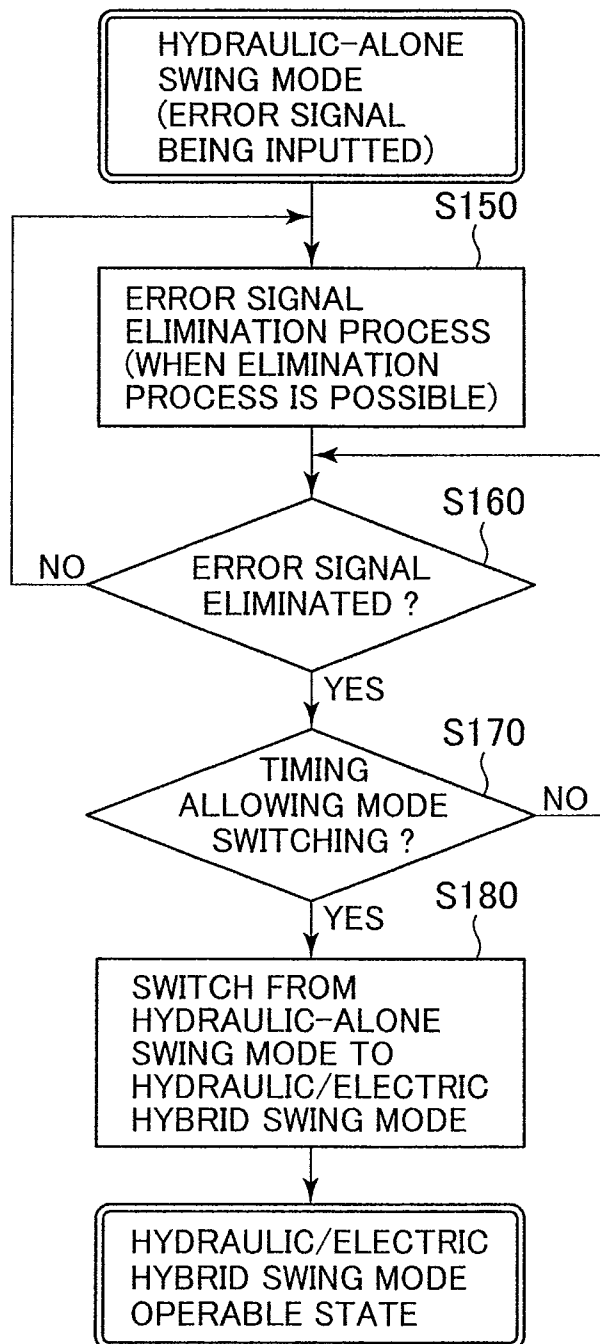 HYDRAULIC-ALONE
SWING MODE
(ERROR SIGNAL
BEING INPUTTED)
S150
ERROR SIGNAL
ELIMINATION PROCESS
(WHEN ELIMINATION
PROCESS IS POSSIBLE)
S160
NO
ERROR SIGNAL
ELIMINATED ?
YES
S170
TIMING
ALLOWING MODE
SWITCHING ?
NO
YES
S180
SWITCH FROM
HYDRAULIC-ALONE
SWING MODE TO
HYDRAULIC/ELECTRIC
HYBRID SWING MODE
HYDRAULIC/ELECTRIC
HYBRID SWING MODE
OPERABLE STATE